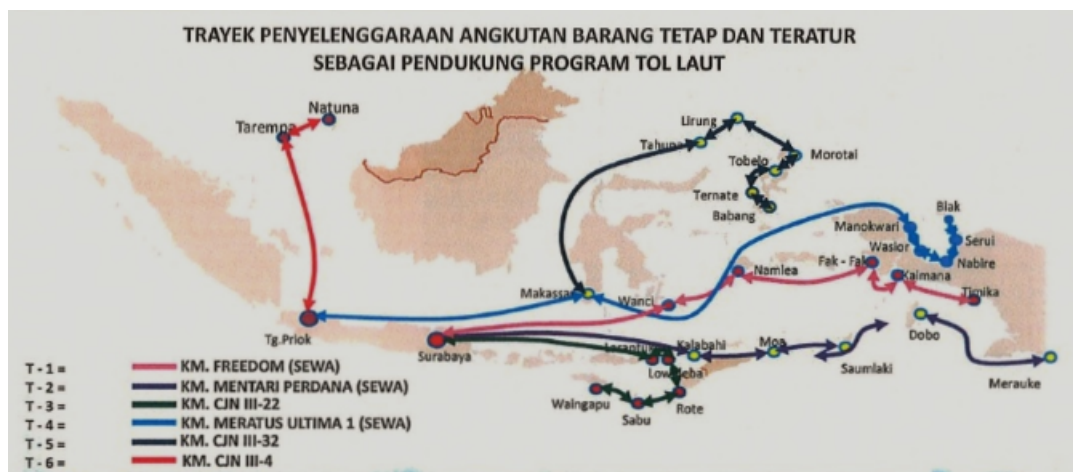 TRAYEK PENYELENGGARAAN ANGKUTAN BARANG TETAP DAN TERATUR
SEBAGAI PENDUKUNG PROGRAM TOL LAUT
Natuna
Tarempa
Lirung
Tahuna
Morotai
Tobelo
Ternate
Babang
Biak
Manokwari
Serui
Wasior
Nabire
Fak - Fak
Namlea
Kaimana
Timika
Makassar
Wanci
Tg.Priok
Surabaya
Kalabahi
Moa
Saumlaki
Dobo
Merauke
Waingapu
Sabu
Rote
T - 1 = KM. FREEDOM (SEWA)
T - 2 = KM. MENTARI PERDANA (SEWA)
T - 3 = KM. CJN III-22
T - 4 = KM. MERATUS ULTIMA 1 (SEWA)
T - 5 = KM. CJN III-32
T - 6 = KM. CJN III-4